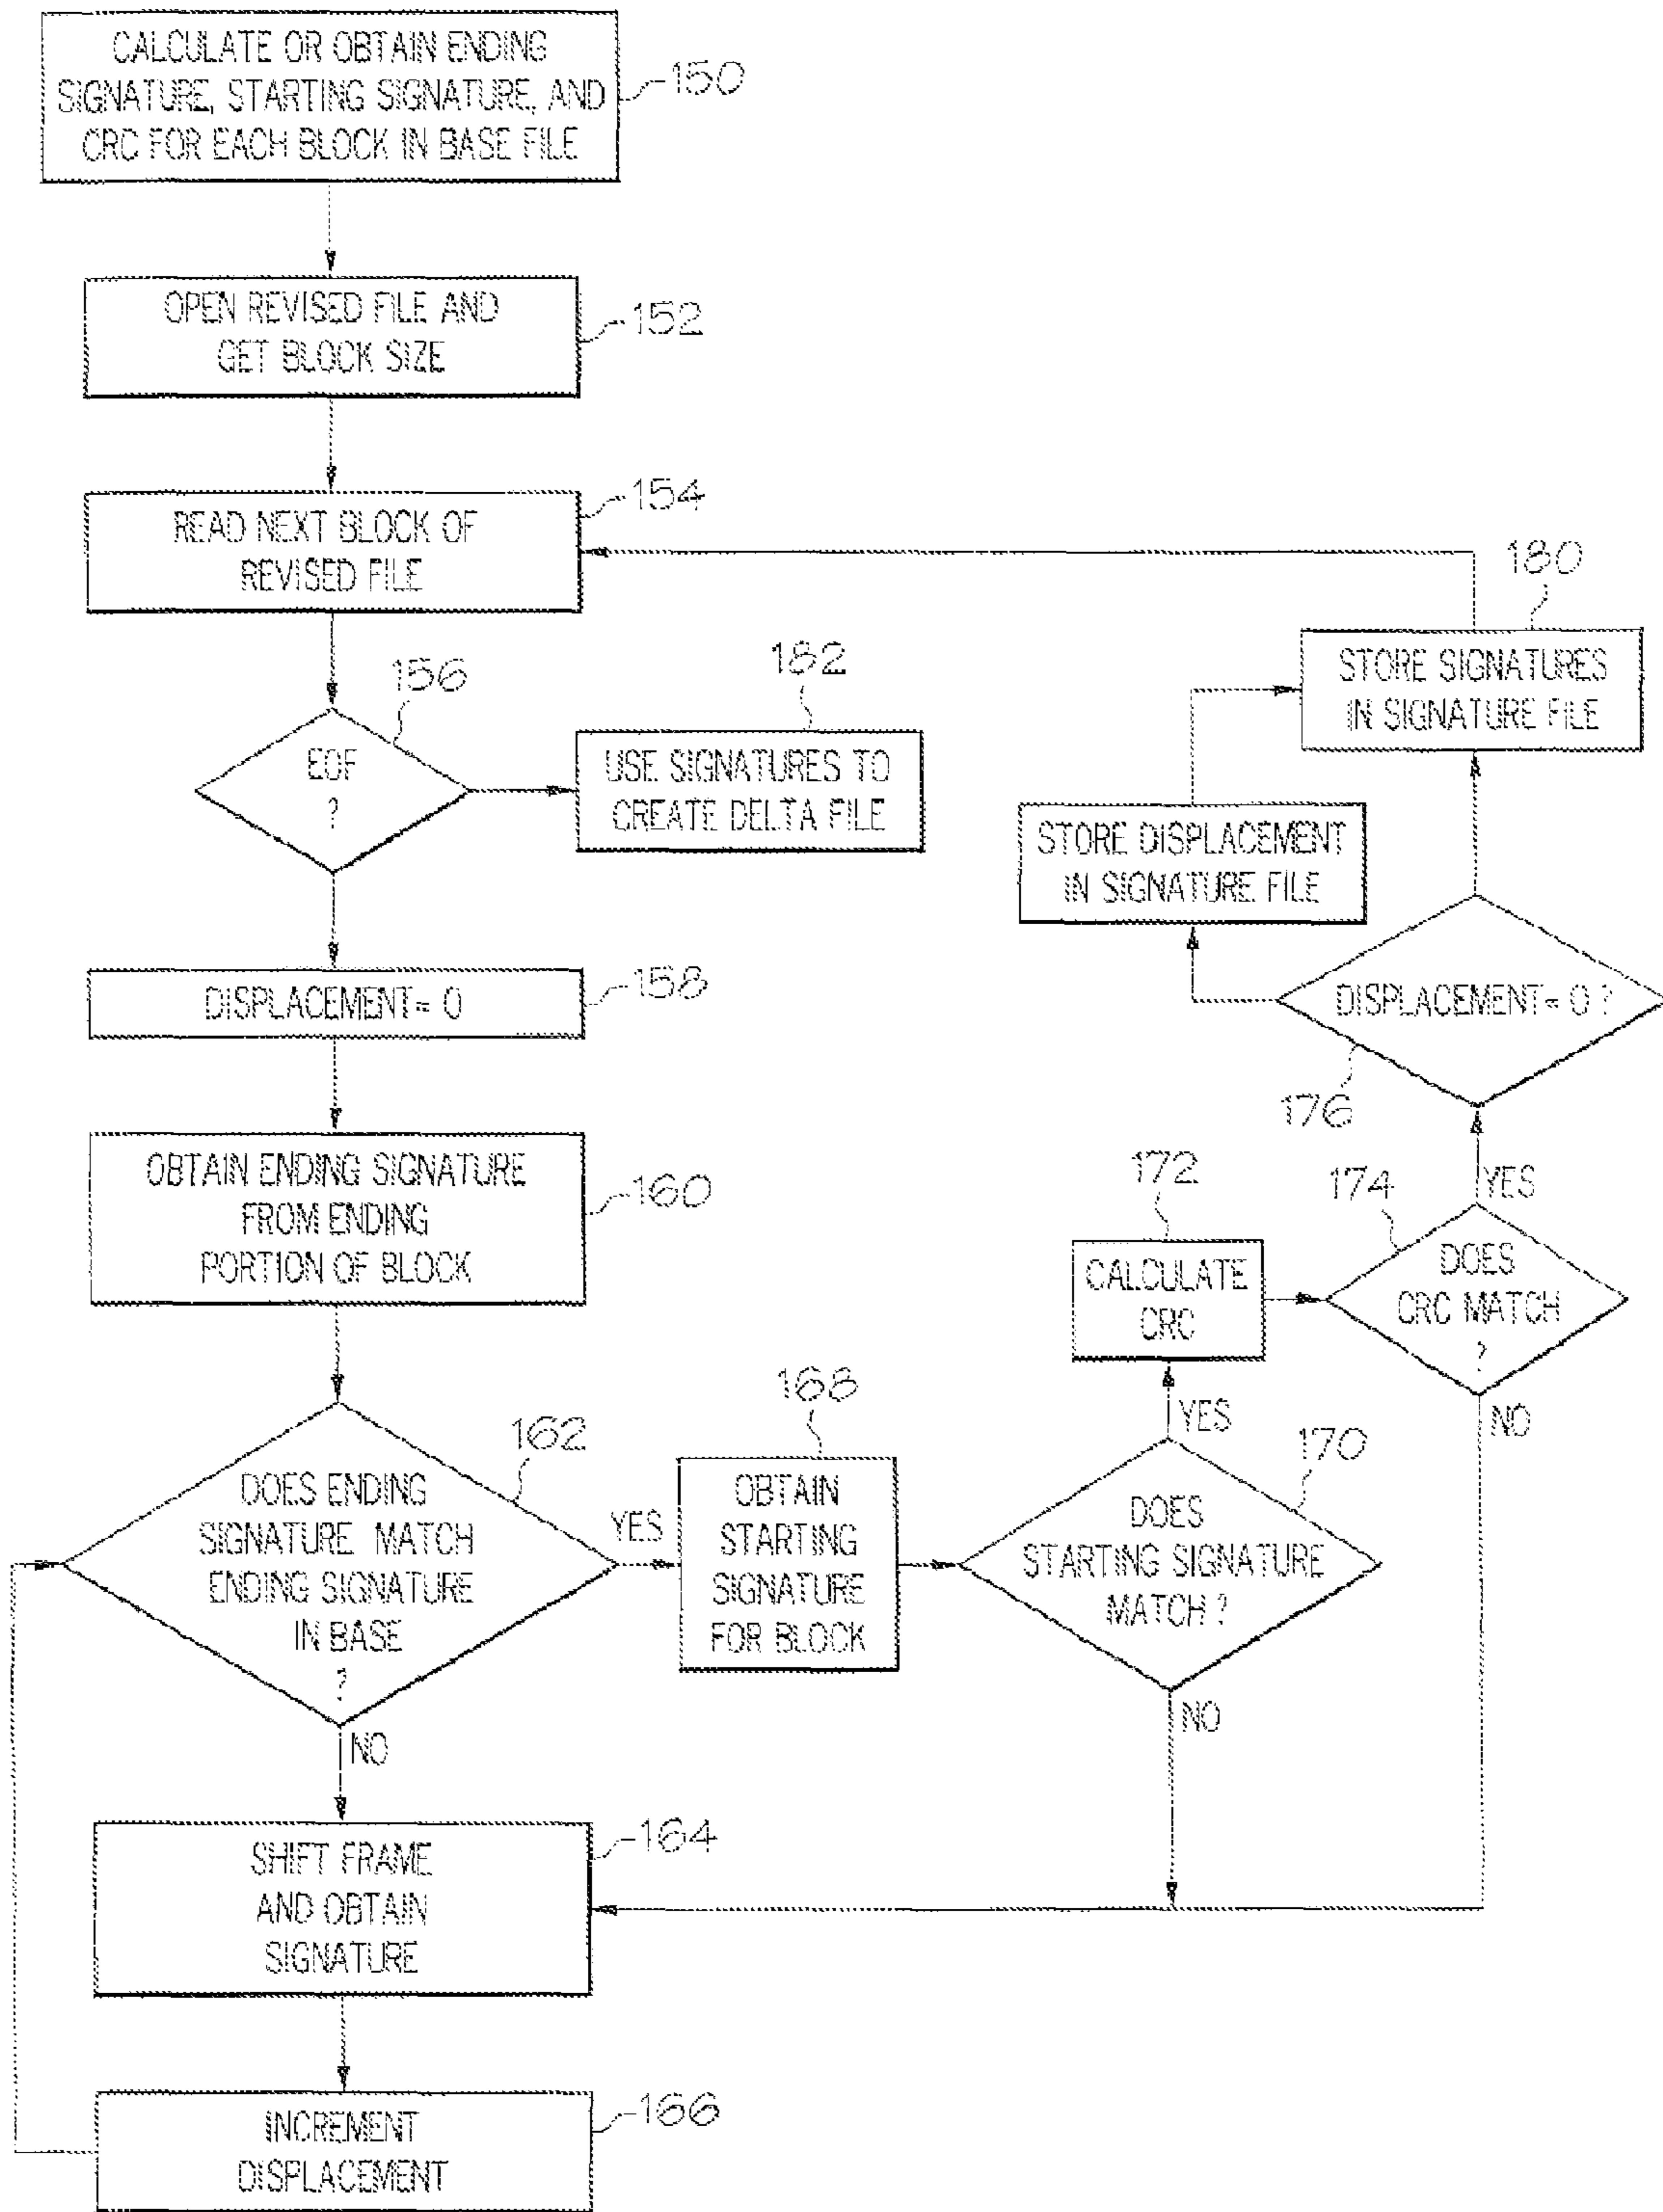 CALCULATE OR OBTAIN ENDING
SIGNATURE, STARTING SIGNATURE, AND
CRC FOR EACH BLOCK IN BASE FILE
150
OPEN REVISED FILE AND
GET BLOCK SIZE
152
READ NEXT BLOCK OF
REVISED FILE
154
EOF
?
156
USE SIGNATURES TO
CREATE DELTA FILE
182
DISPLACEMENT= 0
158
OBTAIN ENDING SIGNATURE
FROM ENDING
PORTION OF BLOCK
160
DOES ENDING
SIGNATURE MATCH
ENDING SIGNATURE
IN BASE
?
162
YES
NO
SHIFT FRAME
AND OBTAIN
SIGNATURE
164
INCREMENT
DISPLACEMENT
166
OBTAIN
STARTING
SIGNATURE
FOR BLOCK
168
DOES
STARTING SIGNATURE
MATCH ?
170
YES
NO
CALCULATE
CRC
172
DOES
CRC MATCH
?
174
YES
NO
DISPLACEMENT= 0 ?
176
STORE DISPLACEMENT
IN SIGNATURE FILE
STORE SIGNATURES
IN SIGNATURE FILE
180